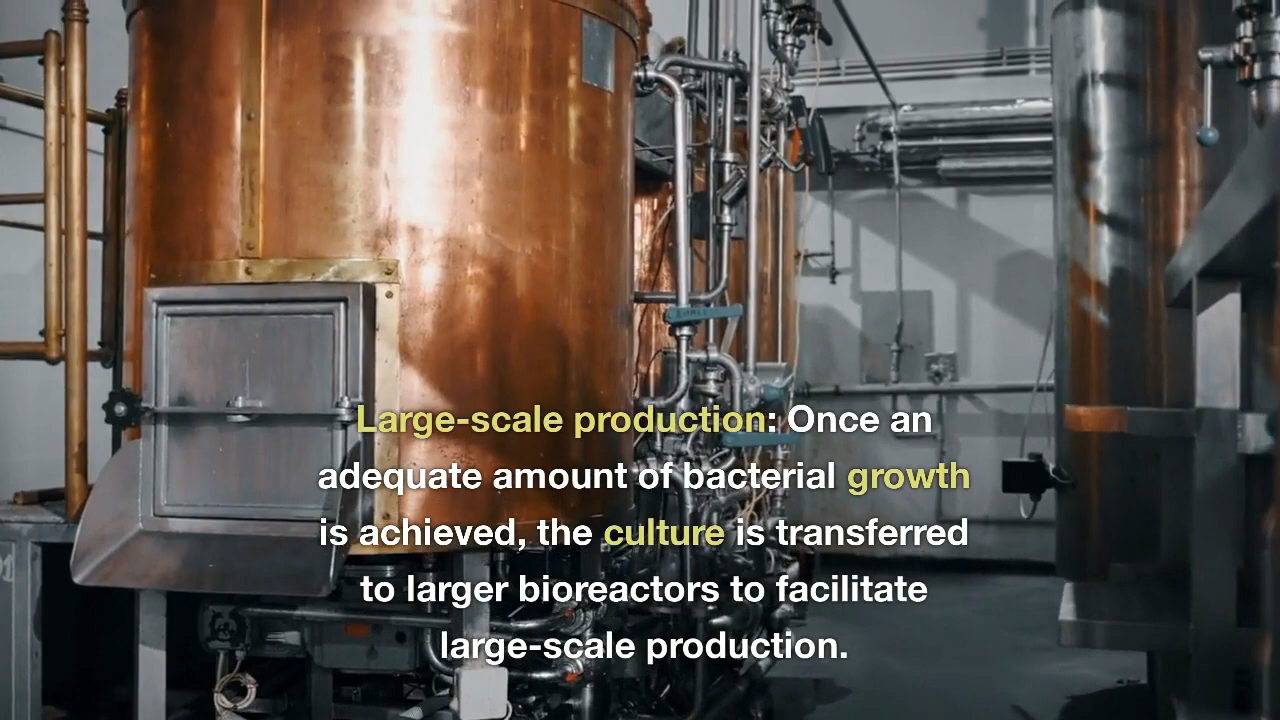 Large-scale production: Once an
adequate amount of bacterial growth
is achieved, the culture is transferred
to larger bioreactors to facilitate
large-scale production.